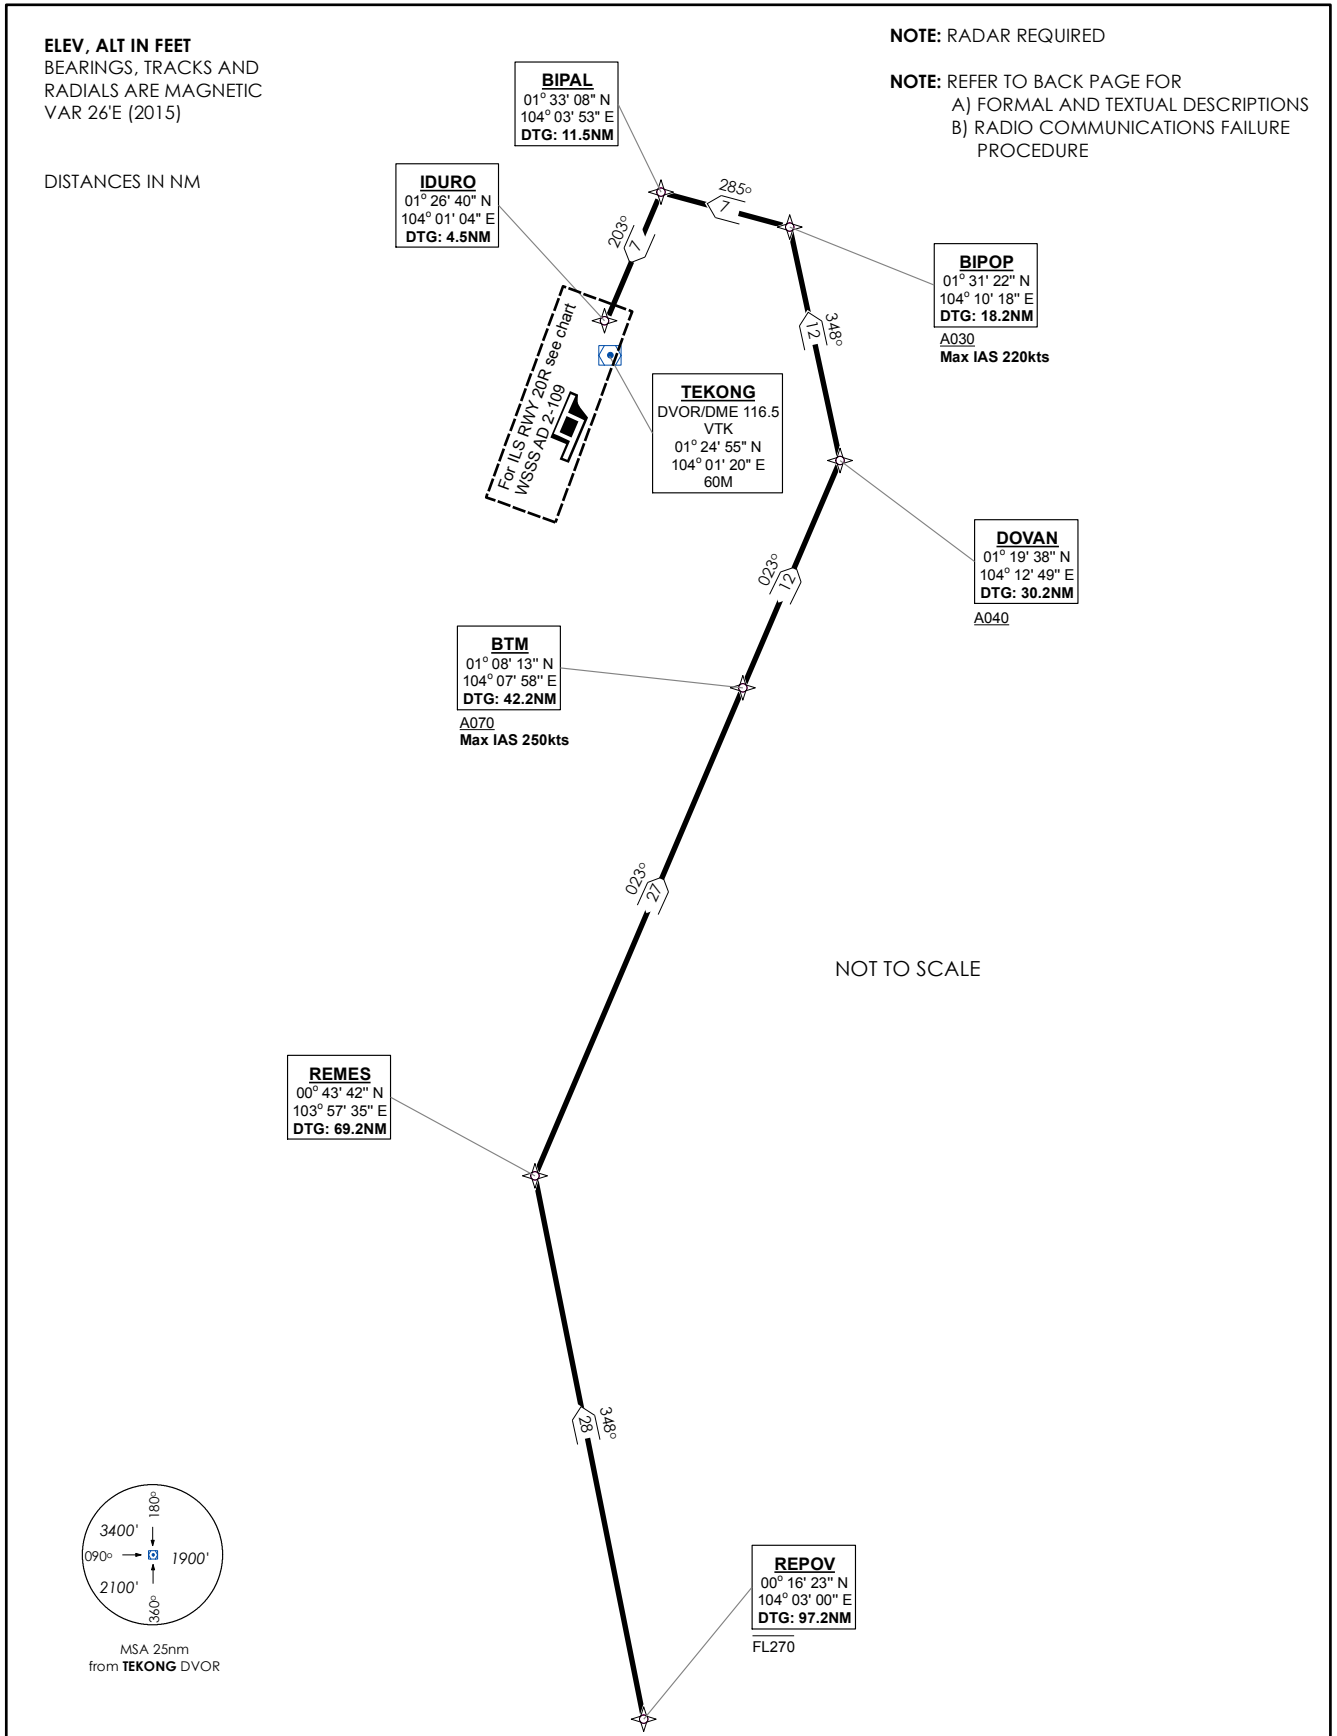 ELEV, ALT IN FEET
BEARINGS, TRACKS AND
RADIALS ARE MAGNETIC
VAR 26'E (2015)
DISTANCES IN NM
NOTE: RADAR REQUIRED
NOTE: REFER TO BACK PAGE FOR
A) FORMAL AND TEXTUAL DESCRIPTIONS
B) RADIO COMMUNICATIONS FAILURE
PROCEDURE
BIPAL
01° 33' 08" N
104° 03' 53" E
DTG: 11.5NM
IDURO
01° 26' 40" N
104° 01' 04" E
DTG: 4.5NM
285°
7
203°
7
BIPOP
01° 31' 22" N
104° 10' 18" E
DTG: 18.2NM
A030
Max IAS 220kts
348°
12
For ILS RWY 20R see chart
WSSS AD 2-109
TEKONG
DVOR/DME 116.5
VTK
01° 24' 55" N
104° 01' 20" E
60M
DOVAN
01° 19' 38" N
104° 12' 49" E
DTG: 30.2NM
A040
023°
12
BTM
01° 08' 13" N
104° 07' 58" E
DTG: 42.2NM
A070
Max IAS 250kts
023°
27
NOT TO SCALE
REMES
00° 43' 42" N
103° 57' 35" E
DTG: 69.2NM
348°
28
REPOV
00° 16' 23" N
104° 03' 00" E
DTG: 97.2NM
FL270
180°
3400'
090°
1900'
2100'
360°
MSA 25nm
from TEKONG DVOR